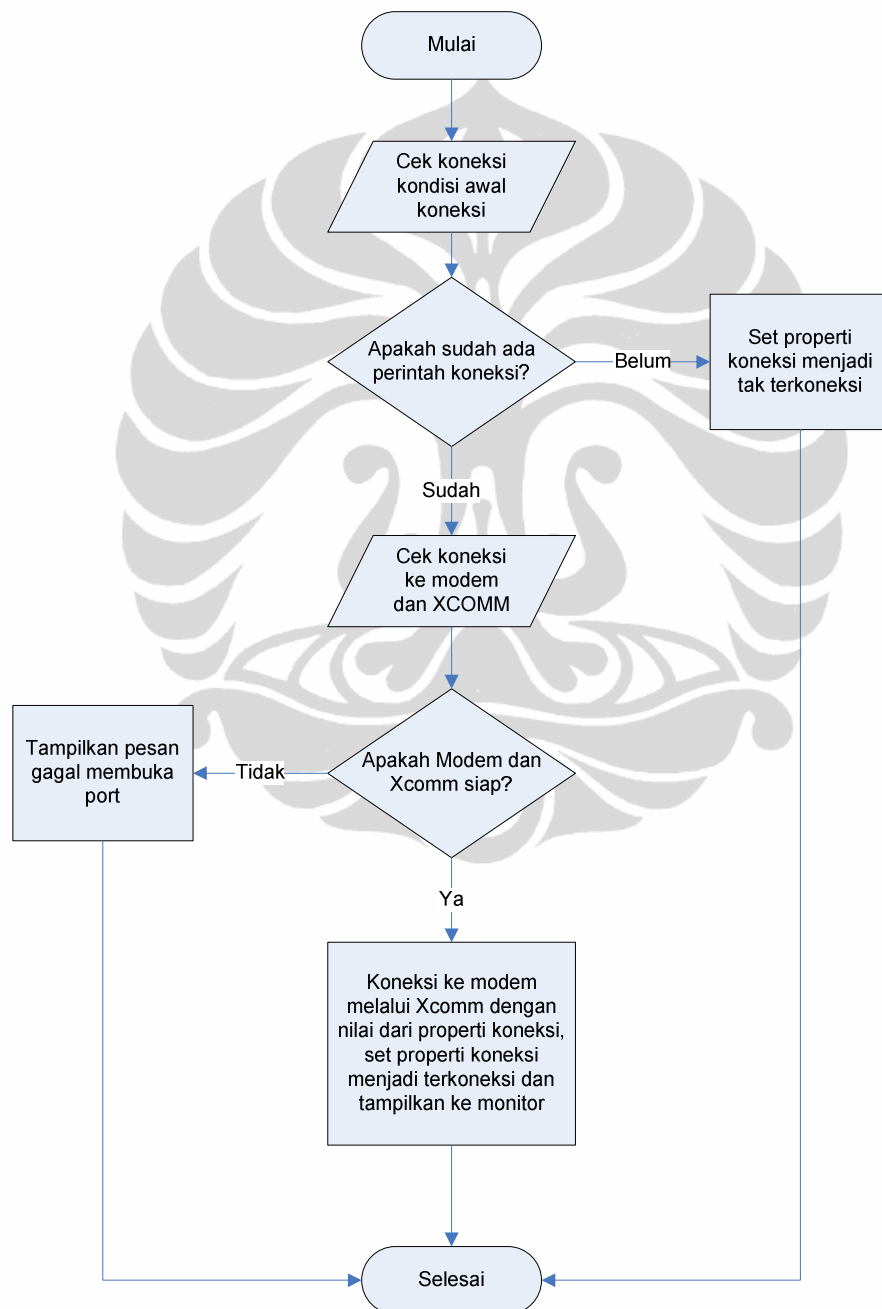 Mulai
Cek koneksi
kondisi awal
koneksi
Apakah sudah ada
perintah koneksi?
Belum
Set properti
koneksi menjadi
tak terkoneksi
Sudah
Cek koneksi
ke modem
dan XCOMM
Apakah Modem dan
Xcomm siap?
Tidak
Tampilkan pesan
gagal membuka
port
Ya
Koneksi ke modem
melalui Xcomm dengan
nilai dari properti koneksi,
set properti koneksi
menjadi terkoneksi dan
tampilkan ke monitor
Selesai